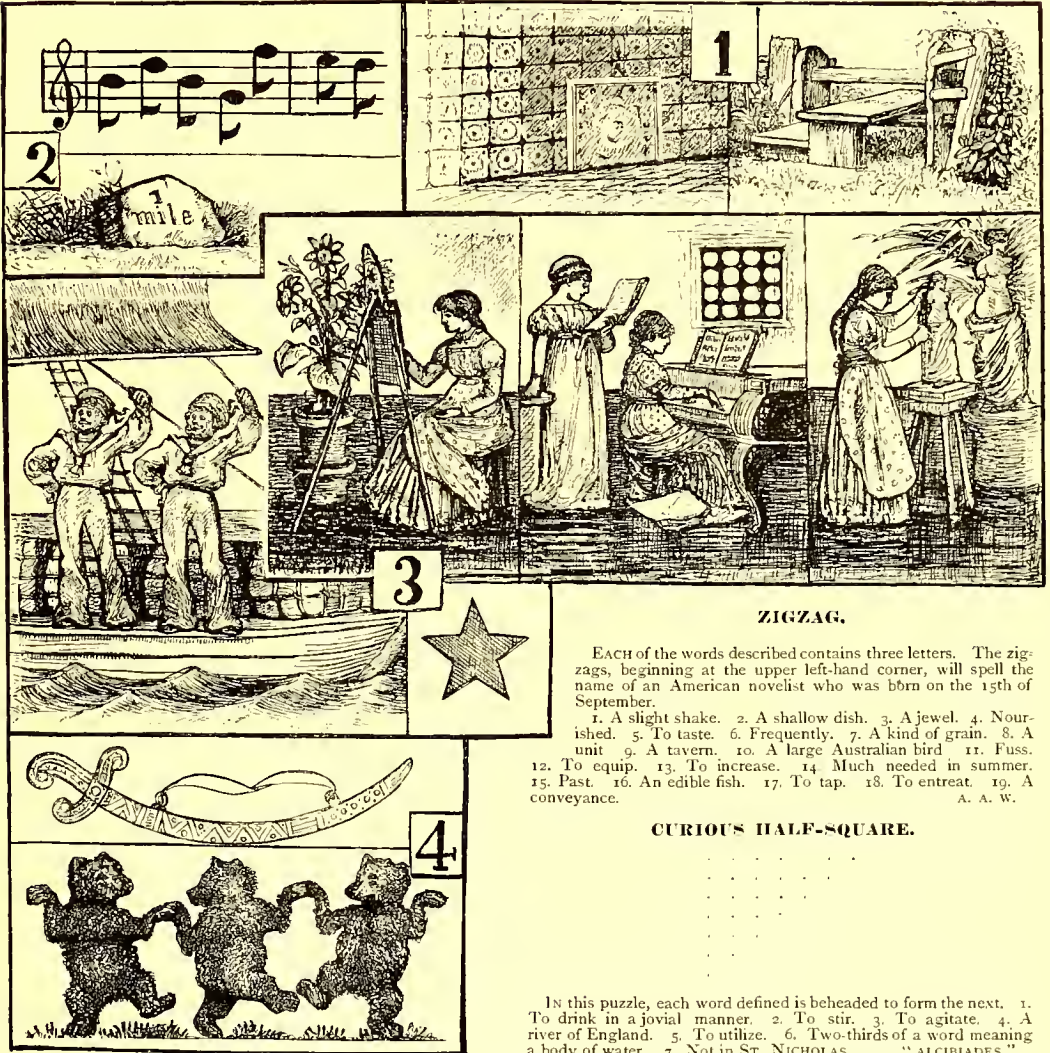 1
2
1
mile
3
4
ZIGZAG.
EACH of the words described contains three letters. The zig-
zags, beginning at the upper left-hand corner, will spell the
name of an American novelist who was born on the 15th of
September.
1. A slight shake. 2. A shallow dish. 3. A jewel. 4. Nour-
ished. 5. To taste. 6. Frequently. 7. A kind of grain. 8. A
unit 9. A tavern. 10. A large Australian bird 11. Fuss.
12. To equip. 13. To increase. 14 Much needed in summer.
15. Past. 16. An edible fish. 17. To tap. 18. To entreat. 19. A
conveyance. A. A. W.
CURIOUS HALF-SQUARE.
. . . . . . .
. . . . . .
. . . . .
. . . .
. . .
. .
.
IN this puzzle, each word defined is beheaded to form the next. 1.
To drink in a jovial manner. 2. To stir. 3. To agitate. 4. A
river of England. 5. To utilize. 6. Two-thirds of a word meaning
a body of water. 7. Not in ST. NICHOLAS. "ALCIBIADES."